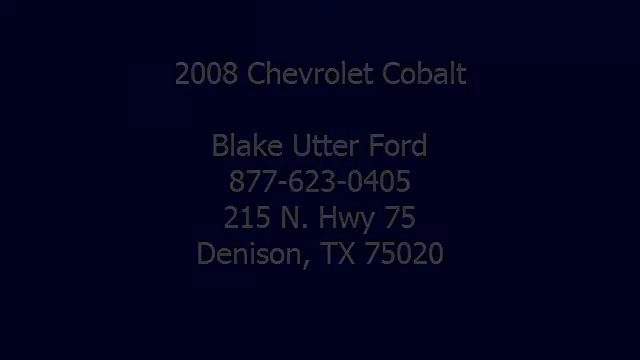 2008 Chevrolet Cobalt
Blake Utter Ford
877-623-0405
215 N. Hwy 75
Denison, TX 75020